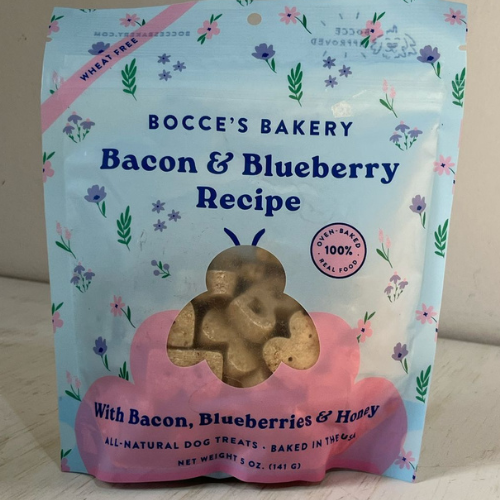 WHEAT FREE
BOCCE'S BAKERY
Bacon & Blueberry
Recipe
OVEN-BAKED
100%
REAL FOOD
With Bacon, Blueberries & Honey
ALL-NATURAL DOG TREATS · BAKED IN THE USA
NET WEIGHT 5 OZ. (141 G)